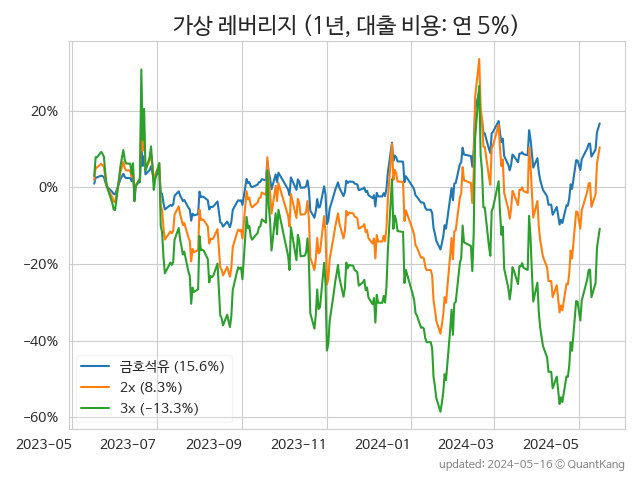 가상 레버리지 (1년, 대출 비용: 연 5%)
20%
0%
−20%
−40%
−60%
금호석유 (15.6%)
2x (8.3%)
3x (−13.3%)
2023-05
2023-07
2023-09
2023-11
2024-01
2024-03
2024-05
updated: 2024-05-16 © QuantKang